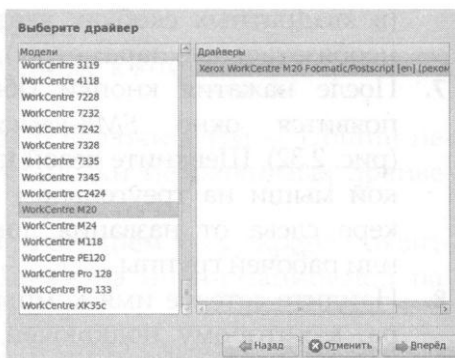 Выберите драйвер
Модели
WorkCentre 3119
WorkCentre 4118
WorkCentre 7228
WorkCentre 7232
WorkCentre 7242
WorkCentre 7328
WorkCentre 7335
WorkCentre 7345
WorkCentre C2424
WorkCentre M20
WorkCentre M24
WorkCentre M118
WorkCentre PE120
WorkCentre Pro 128
WorkCentre Pro 133
WorkCentre XK35c
Драйверы
Xerox WorkCentre M20 Foomatic/Postscript [en] (реком
Назад
Отменить
Вперёд